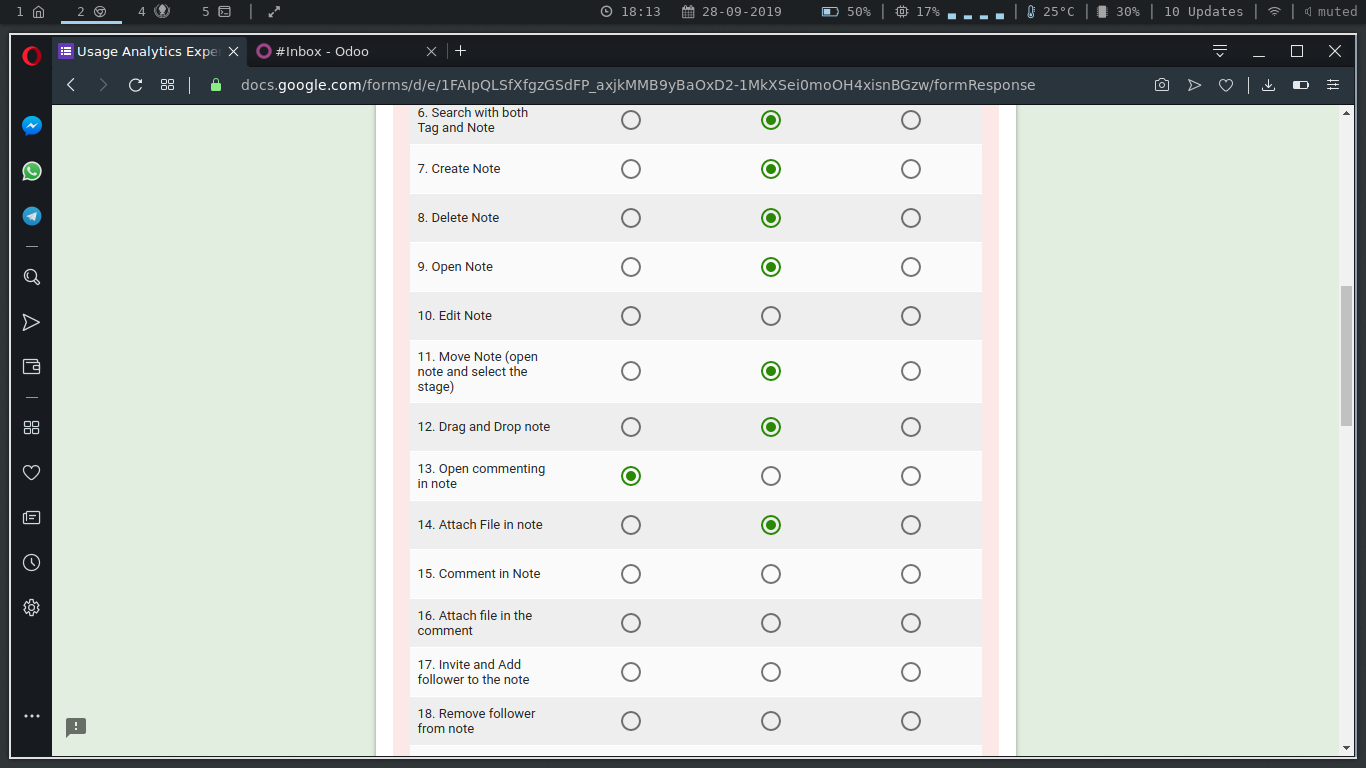 1 2 4 5 18:13 28-09-2019 50% 17% 25°C 30% 10 Updates muted
Usage Analytics Expe #Inbox - Odoo
docs.google.com/forms/d/e/1FAIpQLSfXfgzGSdFP_axjkMMB9yBaOxD2-1MkXSei0moOH4xisnBGzw/formResponse
6. Search with both
Tag and Note
7. Create Note
8. Delete Note
9. Open Note
10. Edit Note
11. Move Note (open
note and select the
stage)
12. Drag and Drop note
13. Open commenting
in note
14. Attach File in note
15. Comment in Note
16. Attach file in the
comment
17. Invite and Add
follower to the note
18. Remove follower
from note